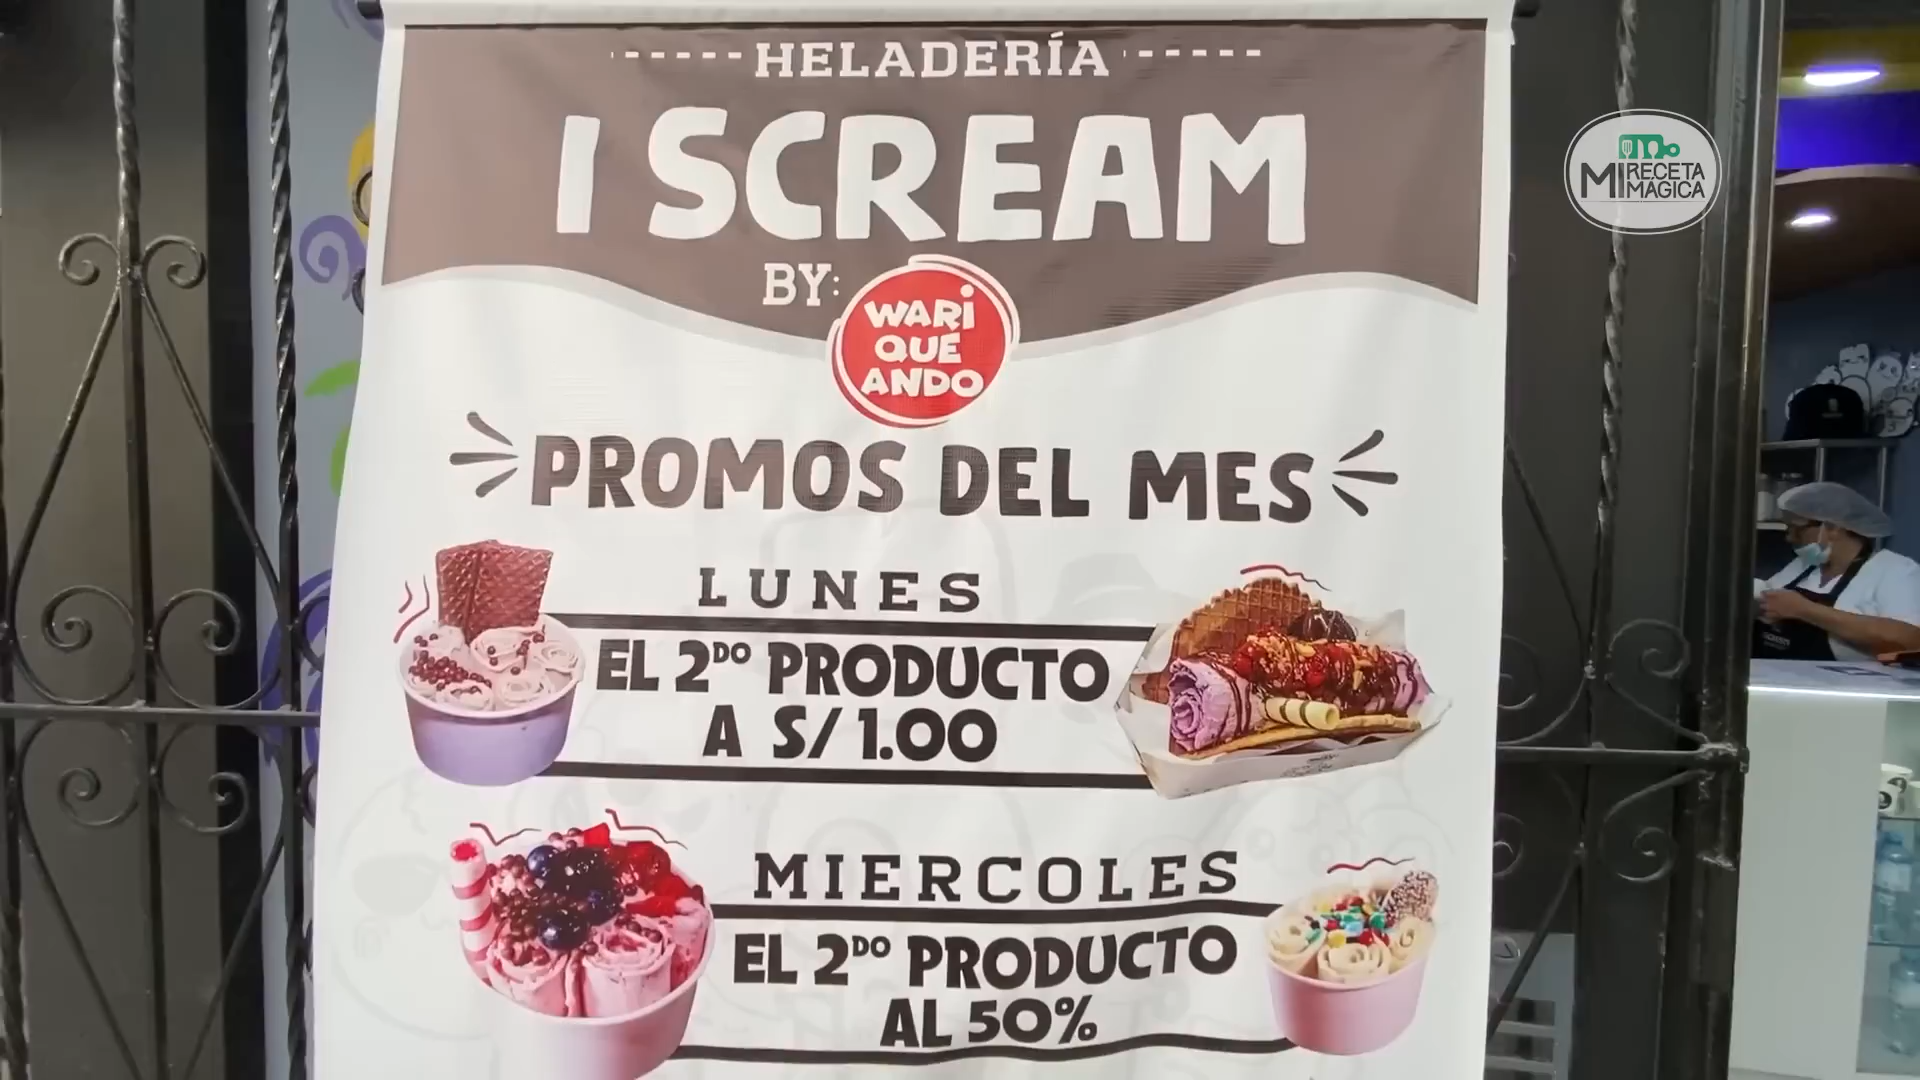 HELADERÍA
I SCREAM
BY:
WARI
QUE
ANDO
PROMOS DEL MES
LUNES
EL 2DO PRODUCTO
A S/ 1.00
MIERCOLES
EL 2DO PRODUCTO
AL 50%
MI RECETA
MAGICA